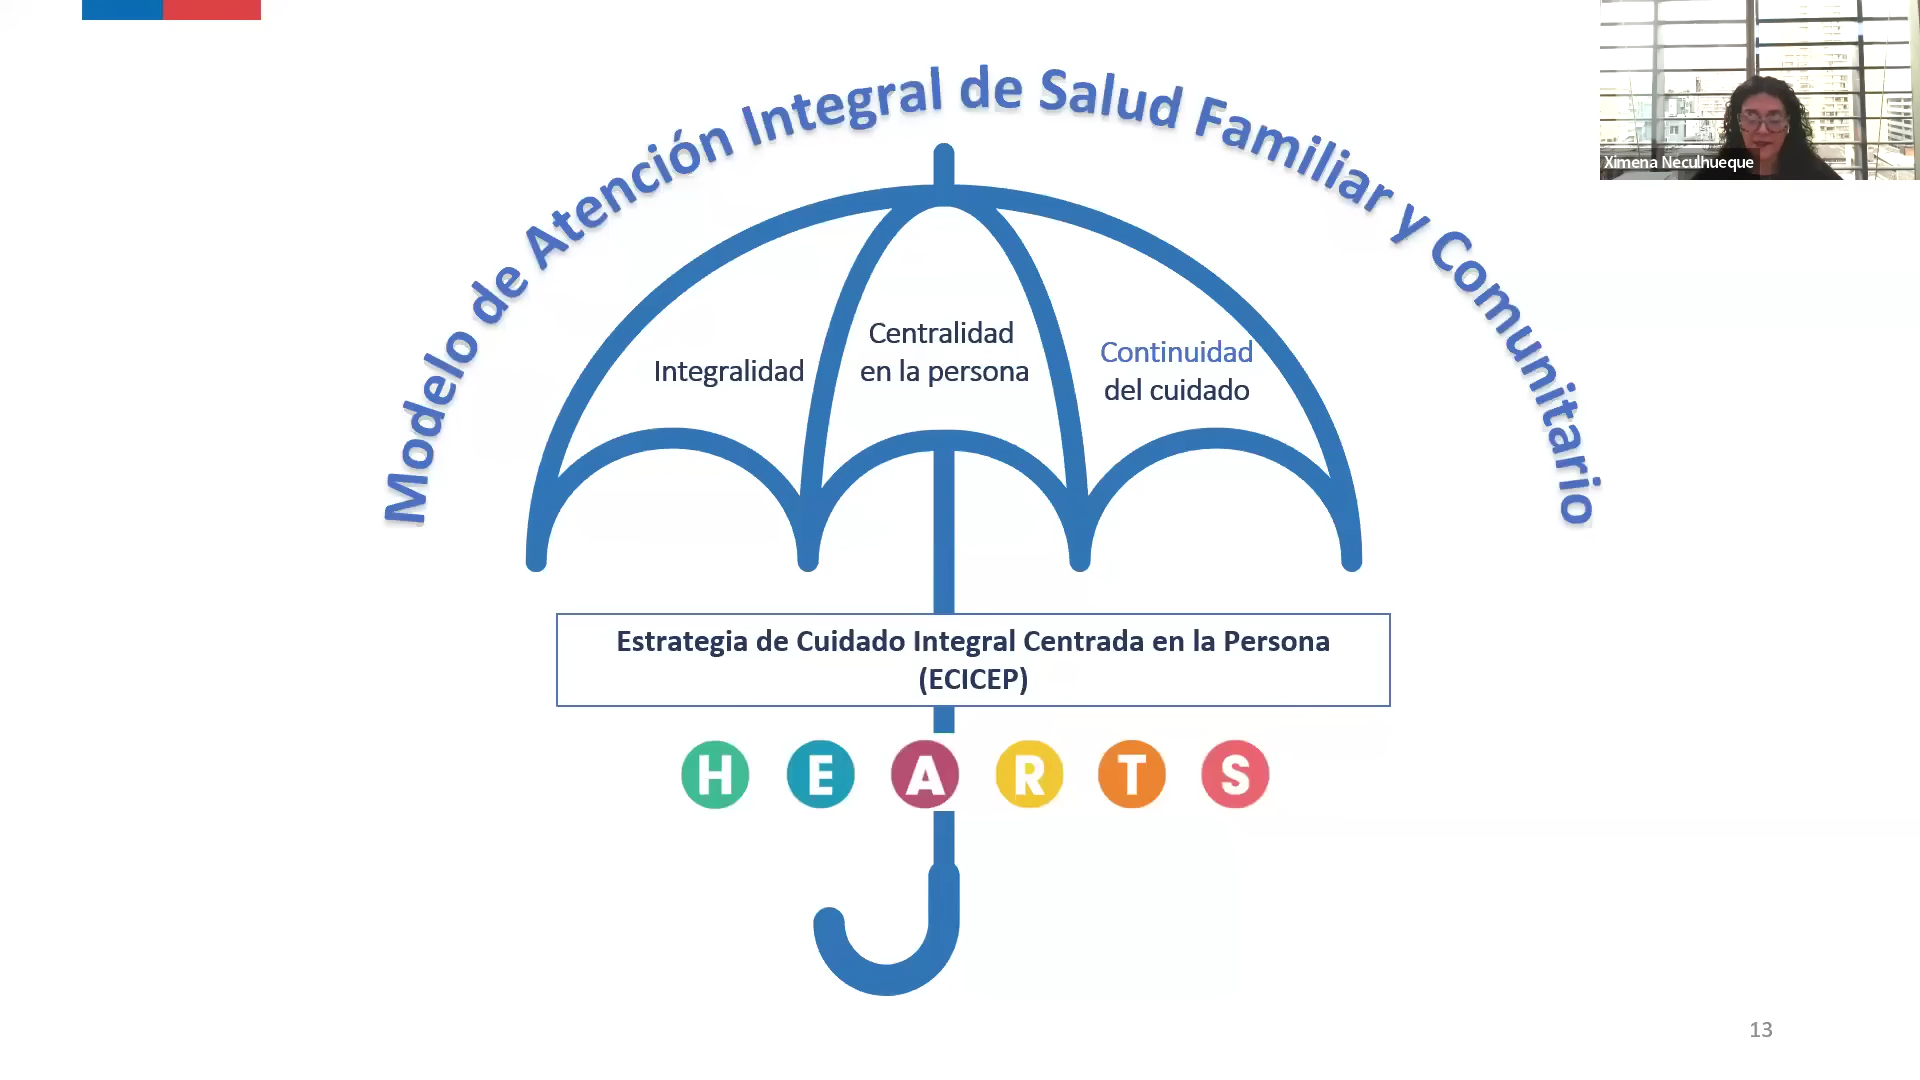 Modelo de Atención Integral de Salud Familiar y Comunitario
Ximena Neculhueque
Integralidad
Centralidad
en la persona
Continuidad
del cuidado
Estrategia de Cuidado Integral Centrada en la Persona
(ECICEP)
H E A R T S
13